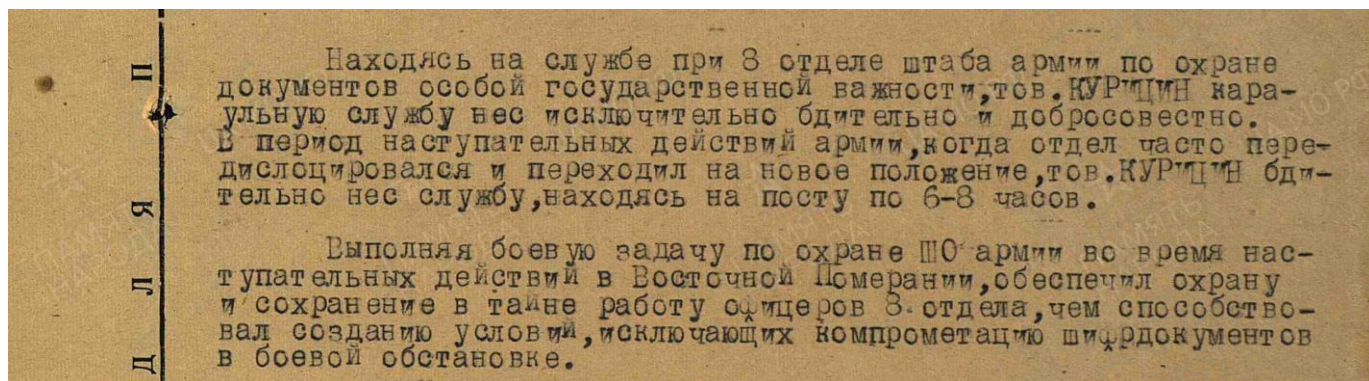 Находясь на службе при 8 отделе штаба армии по охране
документов особой государственной важности,тов.КУРИЦИН кара-
ульную службу нес исключительно бдительно и добросовестно.
В период наступательных действий армии,когда отдел часто пере-
дислоцировался и переходил на новое положение,тов.КУРИЦИН бди-
тельно нес службу,находясь на посту по 6-8 часов.
Выполняя боевую задачу по охране ШО армии во время нас-
тупательных действий в Восточной Померании,обеспечил охрану
и сохранение в тайне работу офицеров 8 отдела,чем способство-
вал созданию условий,исключающих компрометацию шифрдокументов
в боевой обстановке.
Д Л Я П